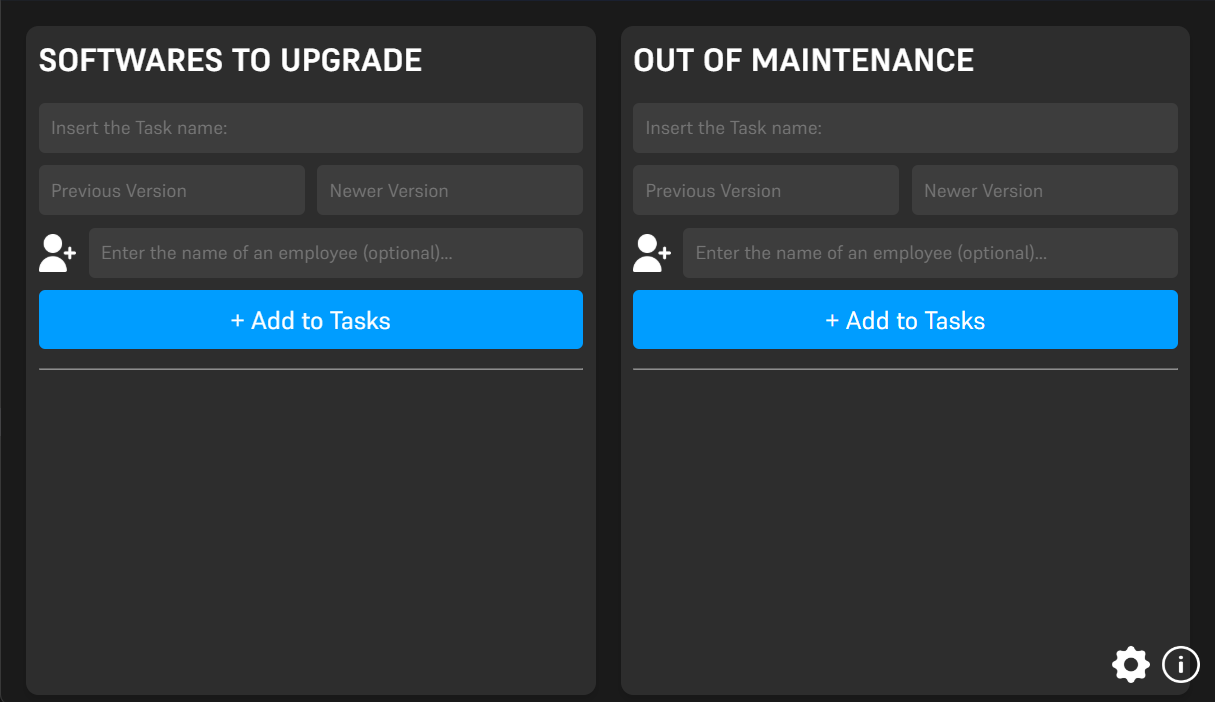 SOFTWARES TO UPGRADE
Insert the Task name:
Previous Version
Newer Version
Enter the name of an employee (optional)...
+ Add to Tasks
OUT OF MAINTENANCE
Insert the Task name:
Previous Version
Newer Version
Enter the name of an employee (optional)...
+ Add to Tasks